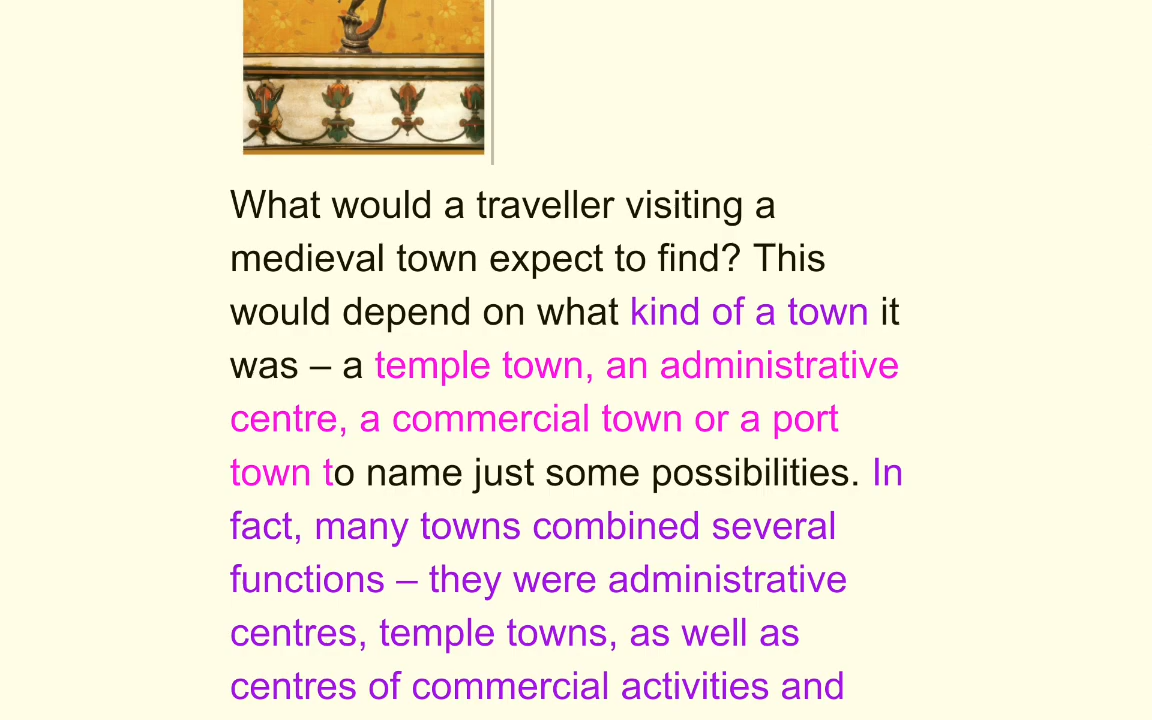 What would a traveller visiting a
medieval town expect to find? This
would depend on what kind of a town it
was – a temple town, an administrative
centre, a commercial town or a port
town to name just some possibilities. In
fact, many towns combined several
functions – they were administrative
centres, temple towns, as well as
centres of commercial activities and